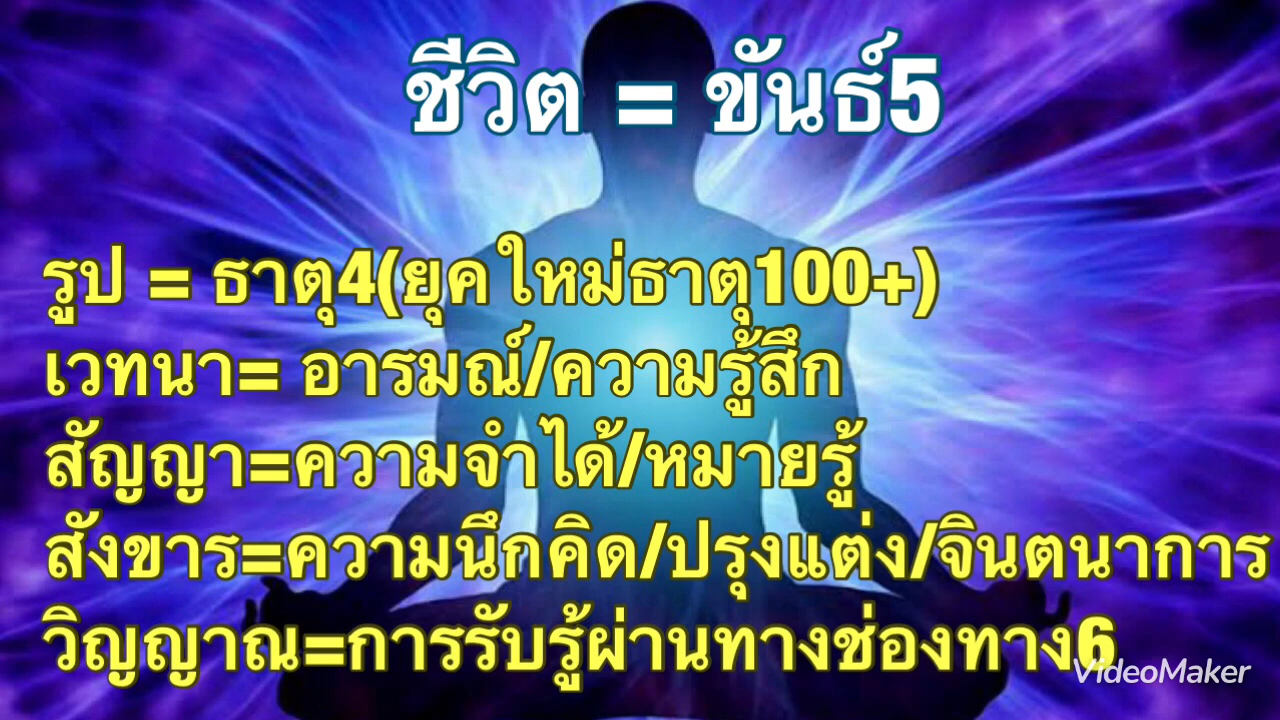 ชีวิต = ขันธ์5
รูป = ธาตุ4(ยุคใหม่ธาตุ100+)
เวทนา= อารมณ์/ความรู้สึก
สัญญา=ความจำได้/หมายรู้
สังขาร=ความนึกคิด/ปรุงแต่ง/จินตนาการ
วิญญาณ=การรับรู้ผ่านทางช่องทาง6
VideoMaker